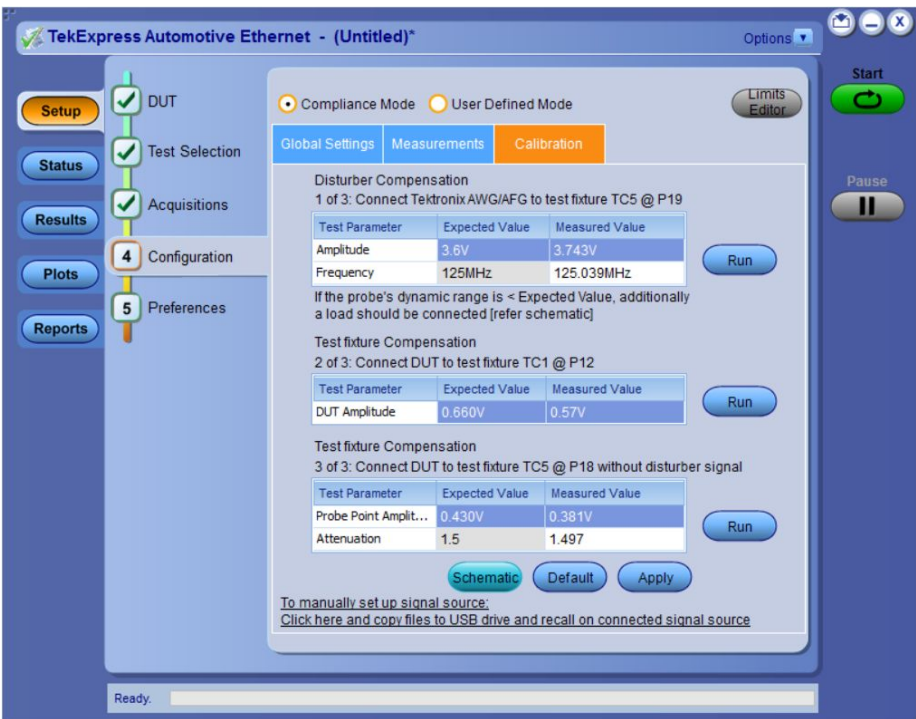 TekExpress Automotive Ethernet - (Untitled)*
Options
Start
Pause
Setup
Status
Results
Plots
Reports
DUT
Test Selection
Acquisitions
4 Configuration
5 Preferences
Compliance Mode User Defined Mode
Limits
Editor
Global Settings Measurements Calibration
Disturber Compensation
1 of 3: Connect Tektronix AWG/AFG to test fixture TC5 @ P19
Test Parameter Expected Value Measured Value
Amplitude 3.6V 3.743V
Frequency 125MHz 125.039MHz
Run
If the probe's dynamic range is < Expected Value, additionally
a load should be connected [refer schematic]
Test fixture Compensation
2 of 3: Connect DUT to test fixture TC1 @ P12
Test Parameter Expected Value Measured Value
DUT Amplitude 0.660V 0.57V
Run
Test fixture Compensation
3 of 3: Connect DUT to test fixture TC5 @ P18 without disturber signal
Test Parameter Expected Value Measured Value
Probe Point Amplit... 0.430V 0.381V
Attenuation 1.5 1.497
Run
Schematic Default Apply
To manually set up signal source:
Click here and copy files to USB drive and recall on connected signal source
Ready.